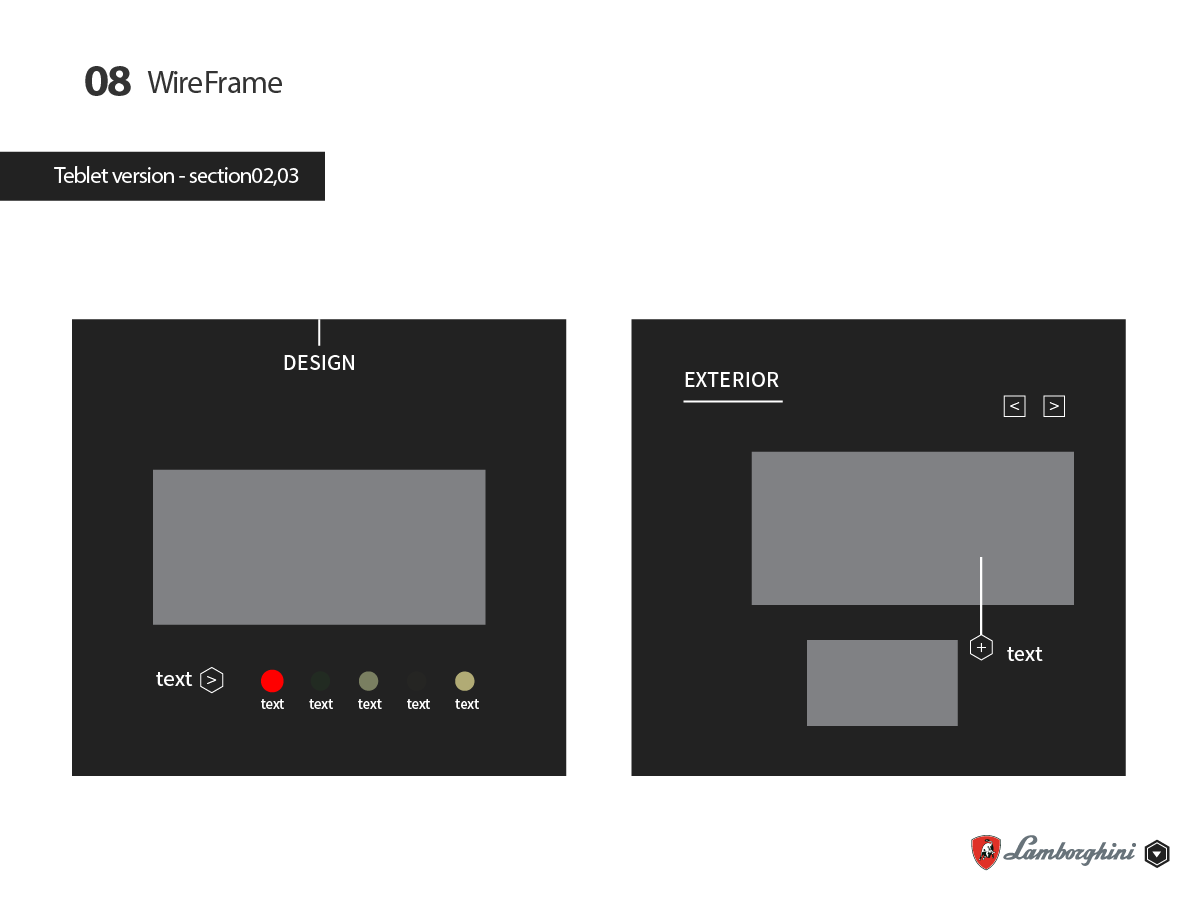 08 WireFrame
Teblet version - section02,03
DESIGN
text >
text text text text text
EXTERIOR
< >
+ text
Lamborghini